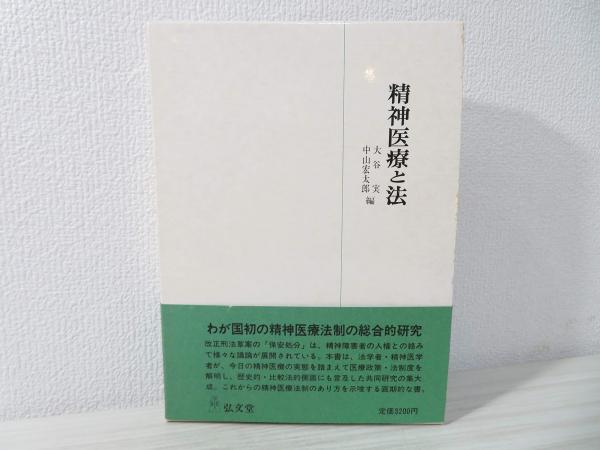 精神医療と法
大谷実
中山宏太郎 編
わが国初の精神医療法制の総合的研究
改正刑法草案の「保安処分」は、精神障害者の人権との絡み
で様々な議論が展開されている。本書は、法学者・精神医学
者が、今日の精神医療の実態を踏まえて医療政策・法制度を
解明し、歴史的・比較法的側面にも言及した共同研究の集大
成。これからの精神医療法制のあり方を示唆する画期的な書。
弘文堂
定価3200円